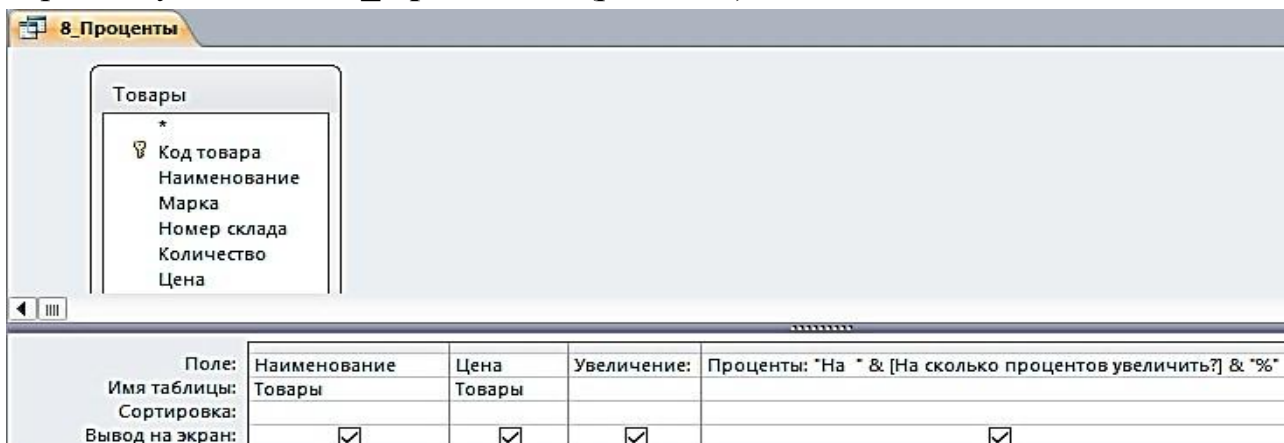 8_Проценты
Товары
*
Код товара
Наименование
Марка
Номер склада
Количество
Цена
Поле: Наименование Цена Увеличение: Проценты: "На " & [На сколько процентов увеличить?] & "%"
Имя таблицы: Товары Товары
Сортировка:
Вывод на экран: